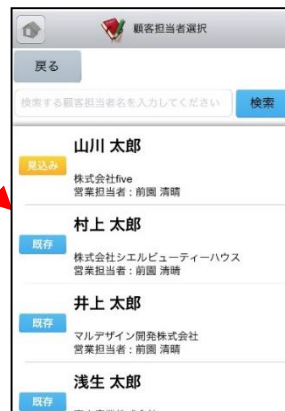 顧客担当者選択
戻る
検索する顧客担当者名を入力してください 検索
山川 太郎
見込み
株式会社five
営業担当者：前園 清晴
村上 太郎
既存
株式会社シエルビューティーハウス
営業担当者：前園 清晴
井上 太郎
既存
マルデザイン開発株式会社
営業担当者：前園 清晴
浅生 太郎
既存